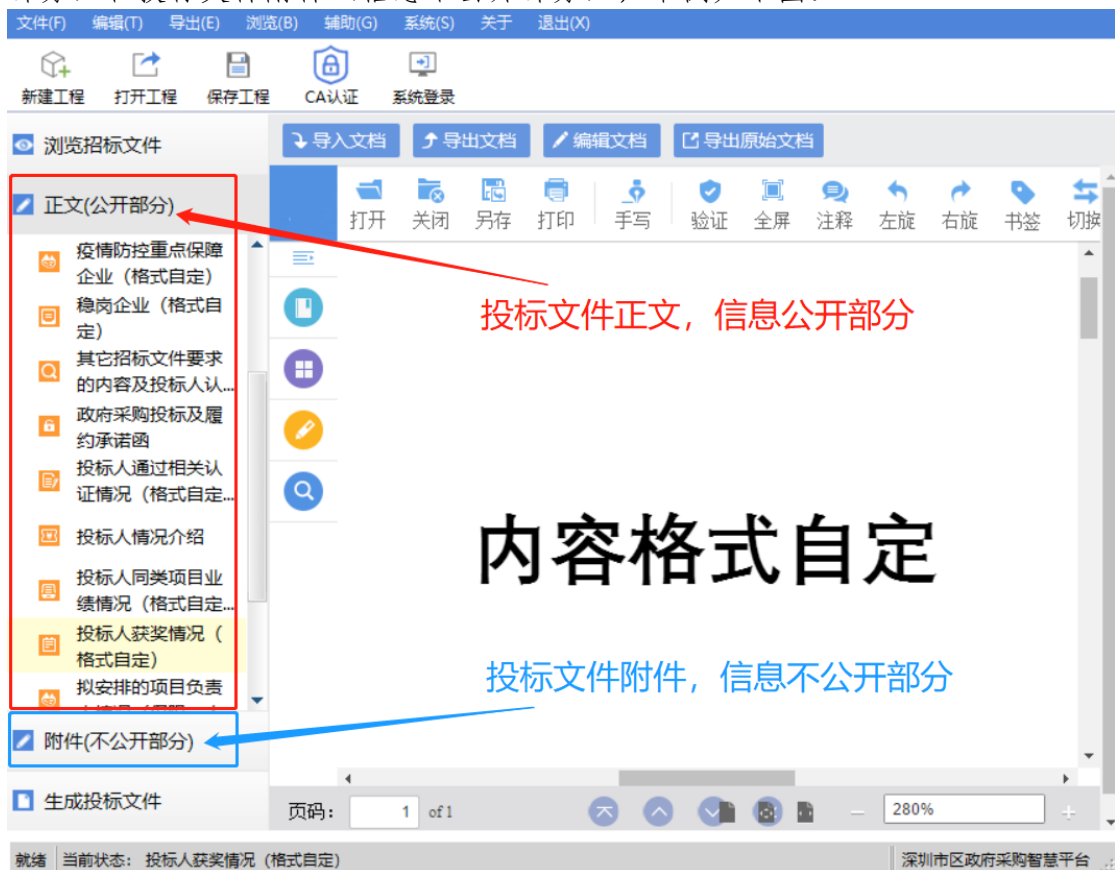 文件(F) 编辑(T) 导出(E) 浏览(B) 辅助(G) 系统(S) 关于 退出(X)
新建工程 打开工程 保存工程 CA认证 系统登录
浏览招标文件
导入文档 导出文档 编辑文档 导出原始文档
正文(公开部分)
打开 关闭 另存 打印 手写 验证 全屏 注释 左旋 右旋 书签 切换
疫情防控重点保障
企业（格式自定）
稳岗企业（格式自
定）
其它招标文件要求
的内容及投标人认...
政府采购投标及履
约承诺函
投标人通过相关认
证情况（格式自定...
投标人情况介绍
投标人同类项目业
绩情况（格式自定...
投标人获奖情况（
格式自定）
拟安排的项目负责
投标文件正文，信息公开部分
内容格式自定
投标文件附件，信息不公开部分
附件(不公开部分)
生成投标文件
页码: 1 of 1 280%
就绪 当前状态: 投标人获奖情况（格式自定） 深圳市区政府采购智慧平台